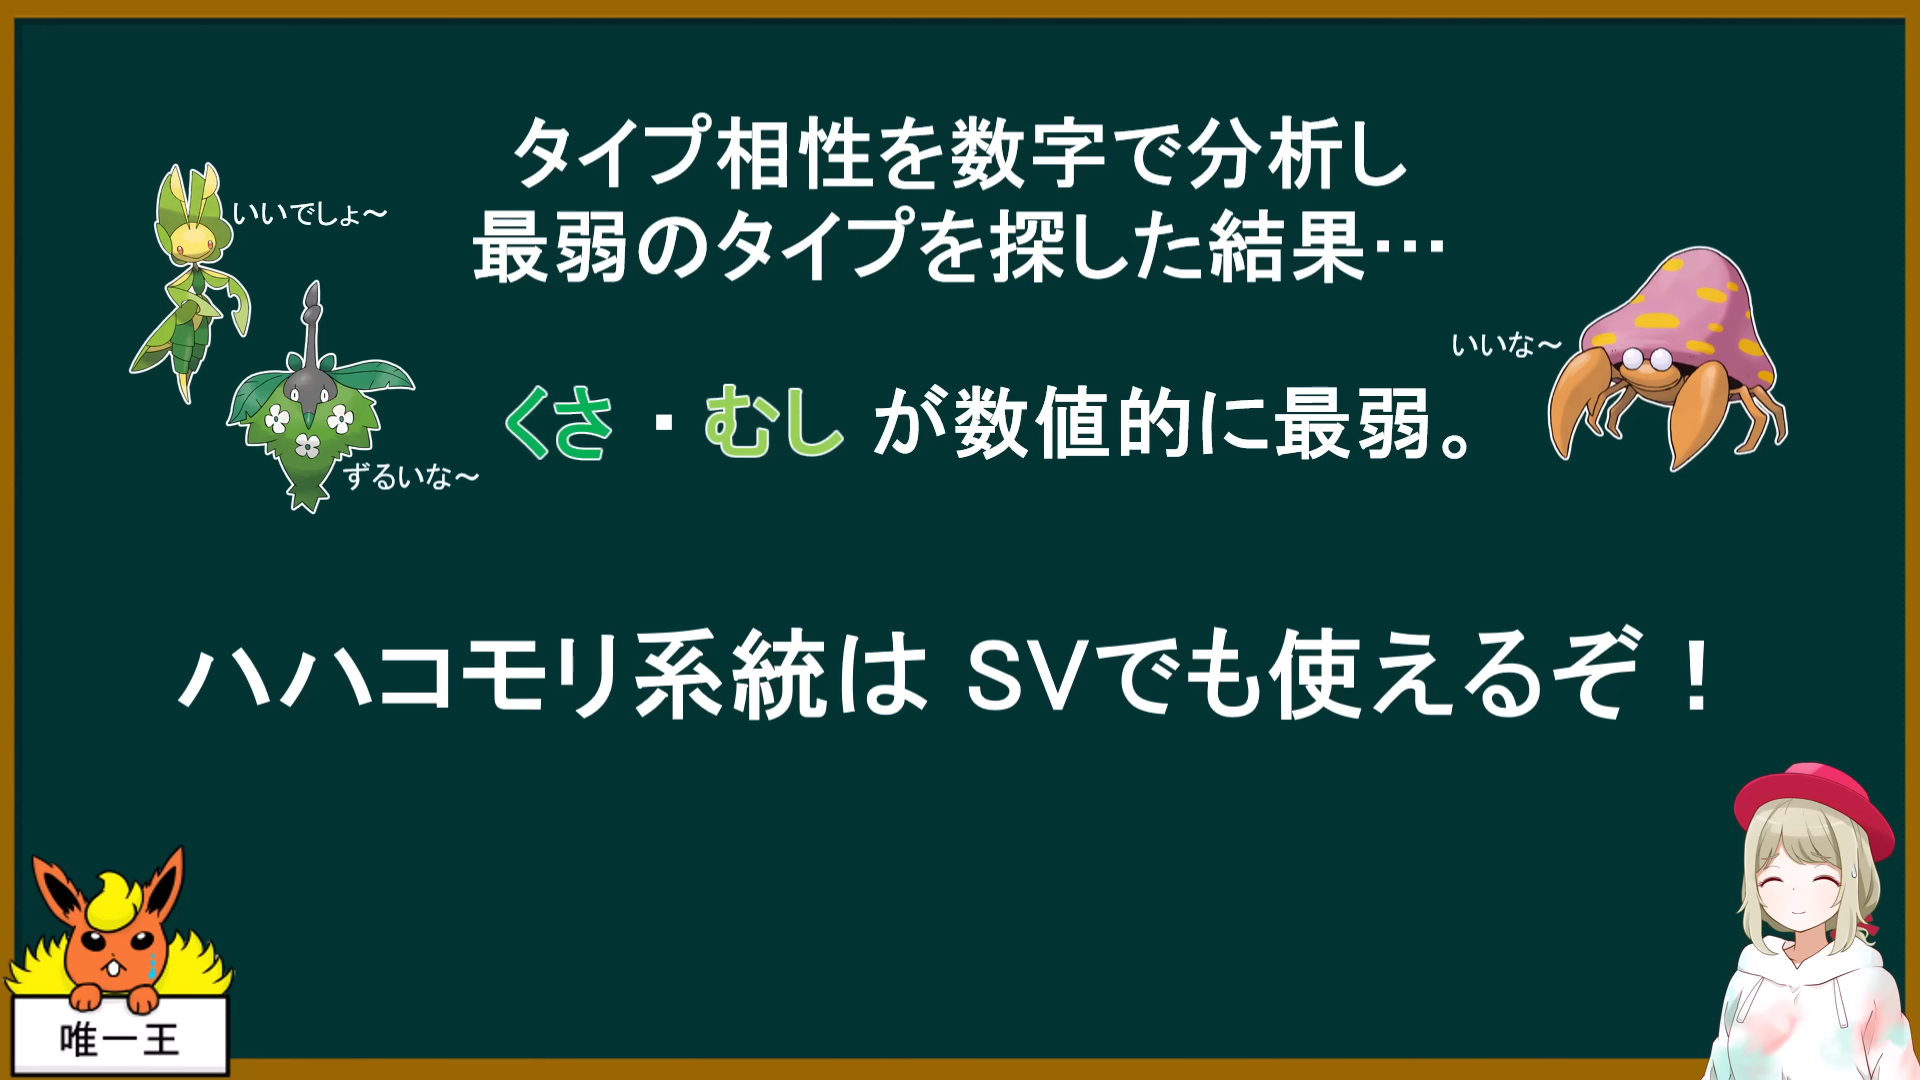 タイプ相性を数字で分析し
最弱のタイプを探した結果…
いいでしょ～
いいな～
くさ・むし が数値的に最弱。
ずるいな～
ハハコモリ系統は SVでも使えるぞ！
唯一王